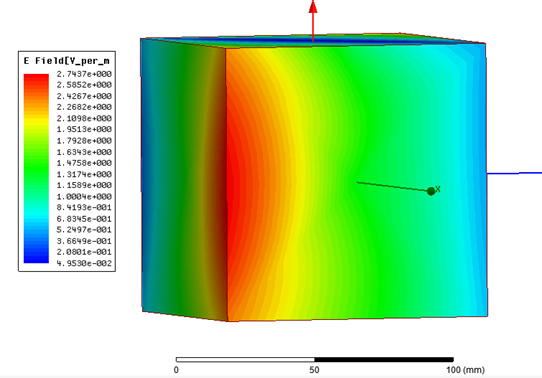 E Field[V_per_m
2.7437e+000
2.5852e+000
2.4267e+000
2.2682e+000
2.1098e+000
1.9513e+000
1.7928e+000
1.6343e+000
1.4758e+000
1.3174e+000
1.1589e+000
1.0004e+000
8.4193e-001
6.8345e-001
5.2497e-001
3.6649e-001
2.0801e-001
4.9530e-002
X
0 50 100 (mm)